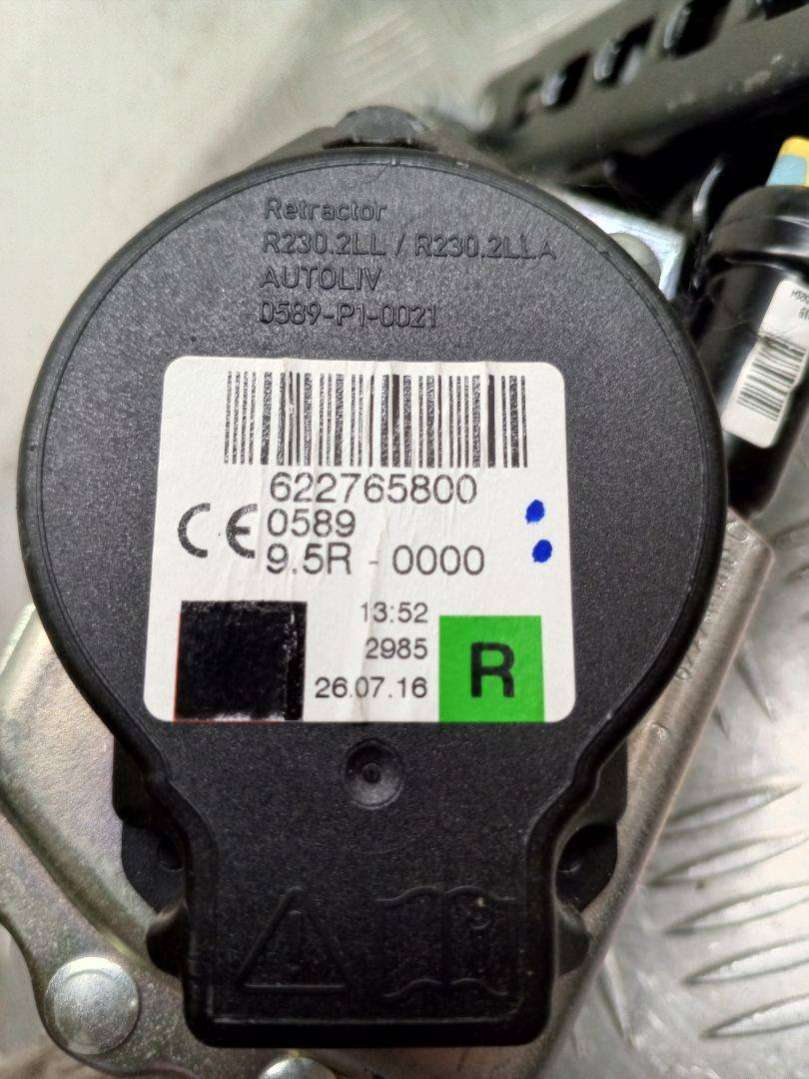 Retractor
R230.2LL / R230.2LLA
AUTOLIV
0589-P1-0021
622765800
CE 0589
9.5R - 0000
13:52
2985
26.07.16
R